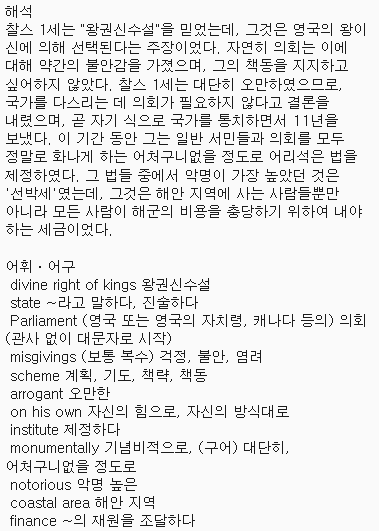 해석
찰스 1세는 "왕권신수설"을 믿었는데, 그것은 영국의 왕이
신에 의해 선택된다는 주장이었다. 자연히 의회는 이에
대해 약간의 불안감을 가졌으며, 그의 책동을 지지하고
싶어하지 않았다. 찰스 1세는 대단히 오만하였으므로,
국가를 다스리는 데 의회가 필요하지 않다고 결론을
내렸으며, 곧 자기 식으로 국가를 통치하면서 11년을
보냈다. 이 기간 동안 그는 일반 서민들과 의회를 모두
정말로 화나게 하는 어처구니없을 정도로 어리석은 법을
제정하였다. 그 법들 중에서 악명이 가장 높았던 것은
'선박세'였는데, 그것은 해안 지역에 사는 사람들뿐만
아니라 모든 사람이 해군의 비용을 충당하기 위하여 내야
하는 세금이었다.

어휘 · 어구
divine right of kings 왕권신수설
state ~라고 말하다, 진술하다
Parliament (영국 또는 영국의 자치령, 캐나다 등의) 의회
(관사 없이 대문자로 시작)
misgivings (보통 복수) 걱정, 불안, 염려
scheme 계획, 기도, 책략, 책동
arrogant 오만한
on his own 자신의 힘으로, 자신의 방식대로
institute 제정하다
monumentally 기념비적으로, (구어) 대단히,
어처구니없을 정도로
notorious 악명 높은
coastal area 해안 지역
finance ~의 재원을 조달하다